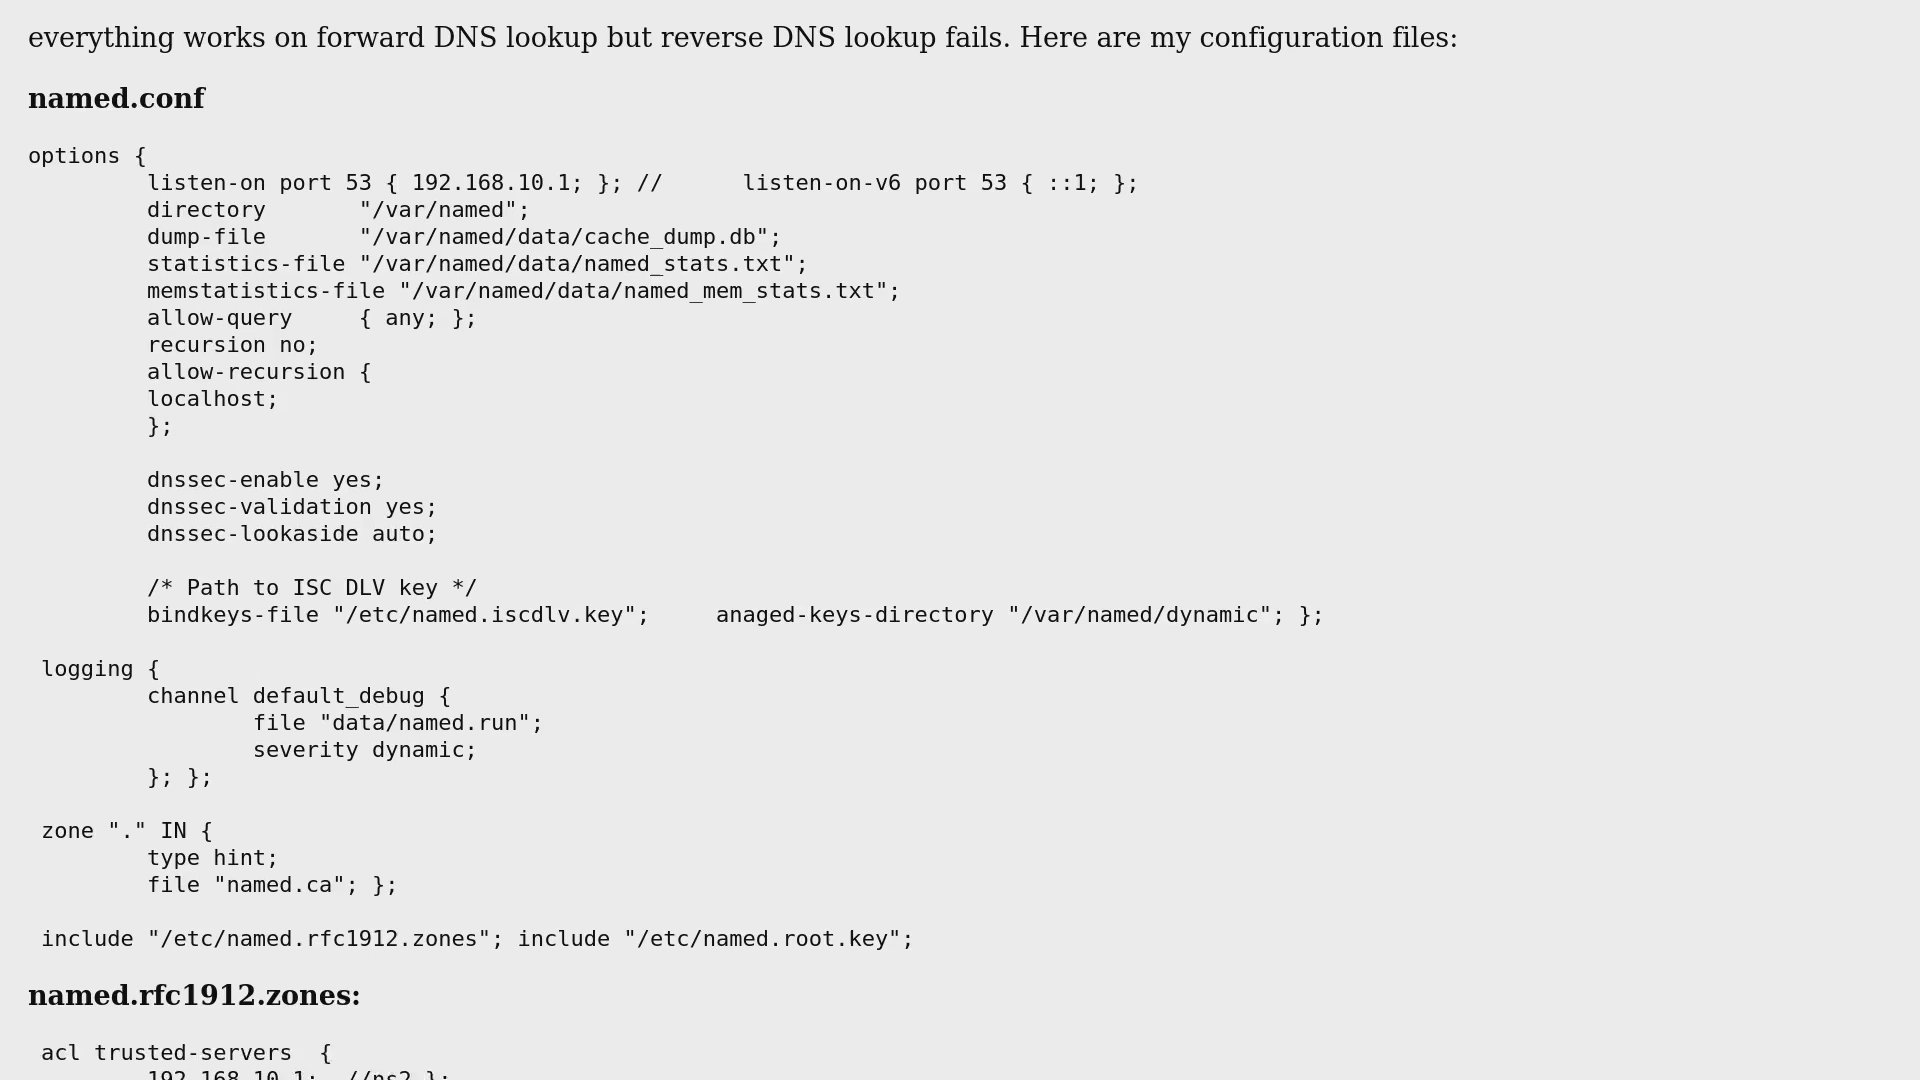 everything works on forward DNS lookup but reverse DNS lookup fails. Here are my configuration files:
named.conf
options {
listen-on port 53 { 192.168.10.1; }; //      listen-on-v6 port 53 { ::1; };
directory       "/var/named";
dump-file       "/var/named/data/cache_dump.db";
statistics-file "/var/named/data/named_stats.txt";
memstatistics-file "/var/named/data/named_mem_stats.txt";
allow-query     { any; };
recursion no;
allow-recursion {
localhost;
};
dnssec-enable yes;
dnssec-validation yes;
dnssec-lookaside auto;
/* Path to ISC DLV key */
bindkeys-file "/etc/named.iscdlv.key";     anaged-keys-directory "/var/named/dynamic"; };
logging {
channel default_debug {
file "data/named.run";
severity dynamic;
}; };
zone "." IN {
type hint;
file "named.ca"; };
include "/etc/named.rfc1912.zones"; include "/etc/named.root.key";
named.rfc1912.zones:
acl trusted-servers  {
192.168.10.1;  //ns2 };